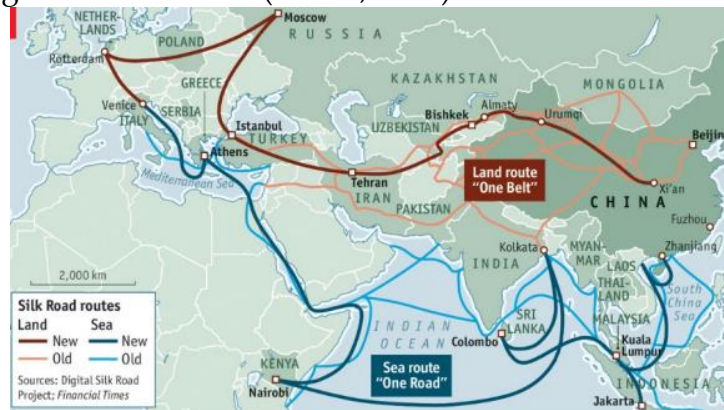 NETHER-
LANDS
Moscow
RUSSIA
POLAND
Rotterdam
KAZAKHSTAN
MONGOLIA
GREECE
Venice
SERBIA
ITALY
Bishkek
Almaty
Urumqi
UZBEKISTAN
Istanbul
TURKEY
Beijin
Athens
Mediterranean Sea
Tehran
IRAN
Land route
"One Belt"
Xi'an
CHINA
PAKISTAN
Fuzhou
Kolkata
Zhanjiang
INDIA
MYAN-
MAR
LAOS
THAI-
LAND
South
China
Sea
2,000 km
Silk Road routes
Land Sea
New New
Old Old
Sources: Digital Silk Road
Project; Financial Times
SRI
LANKA
MALAYSIA
INDIAN
OCEAN
Colombo
Kuala
Lumpur
KENYA
Nairobi
Sea route
"One Road"
INDONESIA
Jakarta